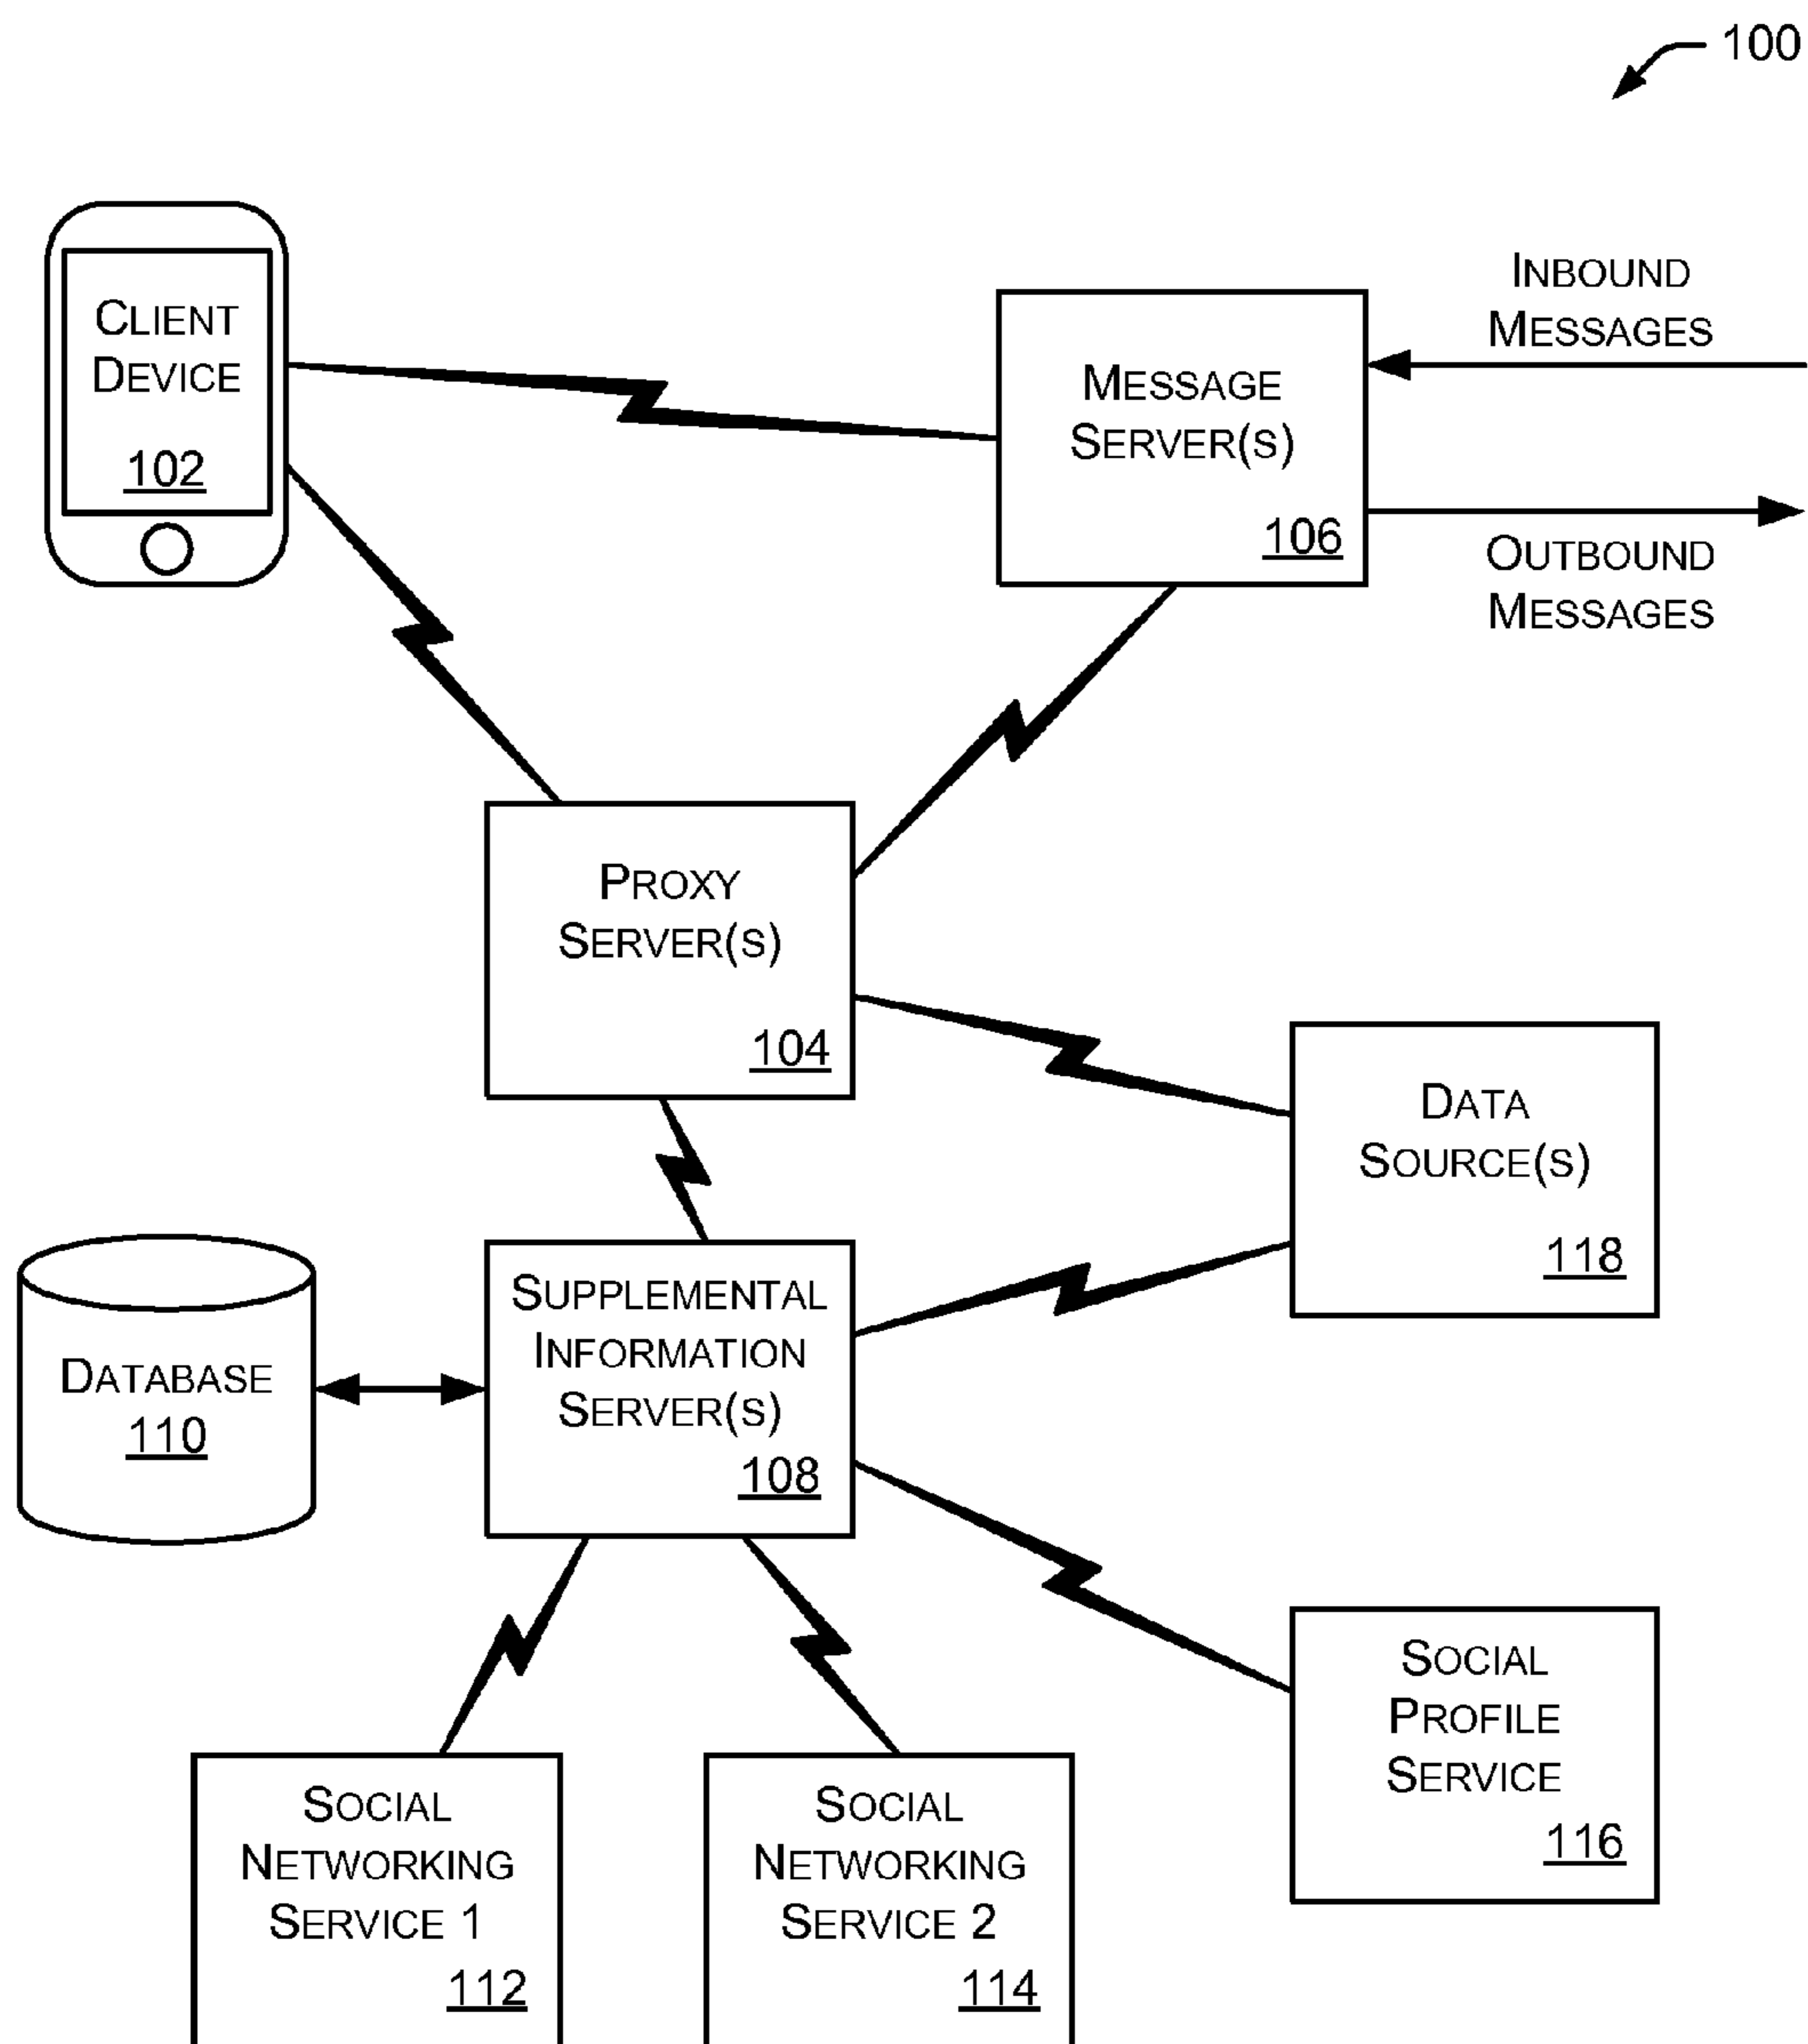 100
CLIENT
DEVICE
102
MESSAGE
SERVER(S)
106
INBOUND
MESSAGES
OUTBOUND
MESSAGES
PROXY
SERVER(S)
104
DATA
SOURCE(S)
118
DATABASE
110
SUPPLEMENTAL
INFORMATION
SERVER(S)
108
SOCIAL
NETWORKING
SERVICE 1
112
SOCIAL
NETWORKING
SERVICE 2
114
SOCIAL
PROFILE
SERVICE
116